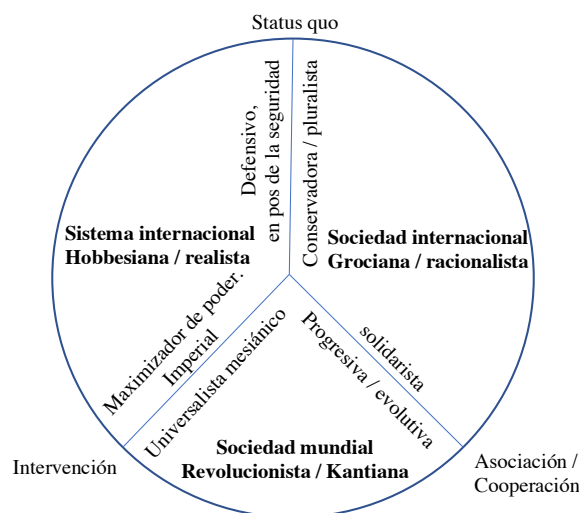 Status quo
Defensivo,
en pos de la seguridad
Conservadora / pluralista
Sistema internacional
Hobbesiana / realista
Sociedad internacional
Grociana / racionalista
Maximizador de poder.
Imperial
Universalista mesiánico
solidarista
Progresiva / evolutiva
Sociedad mundial
Revolucionista / Kantiana
Intervención
Asociación /
Cooperación